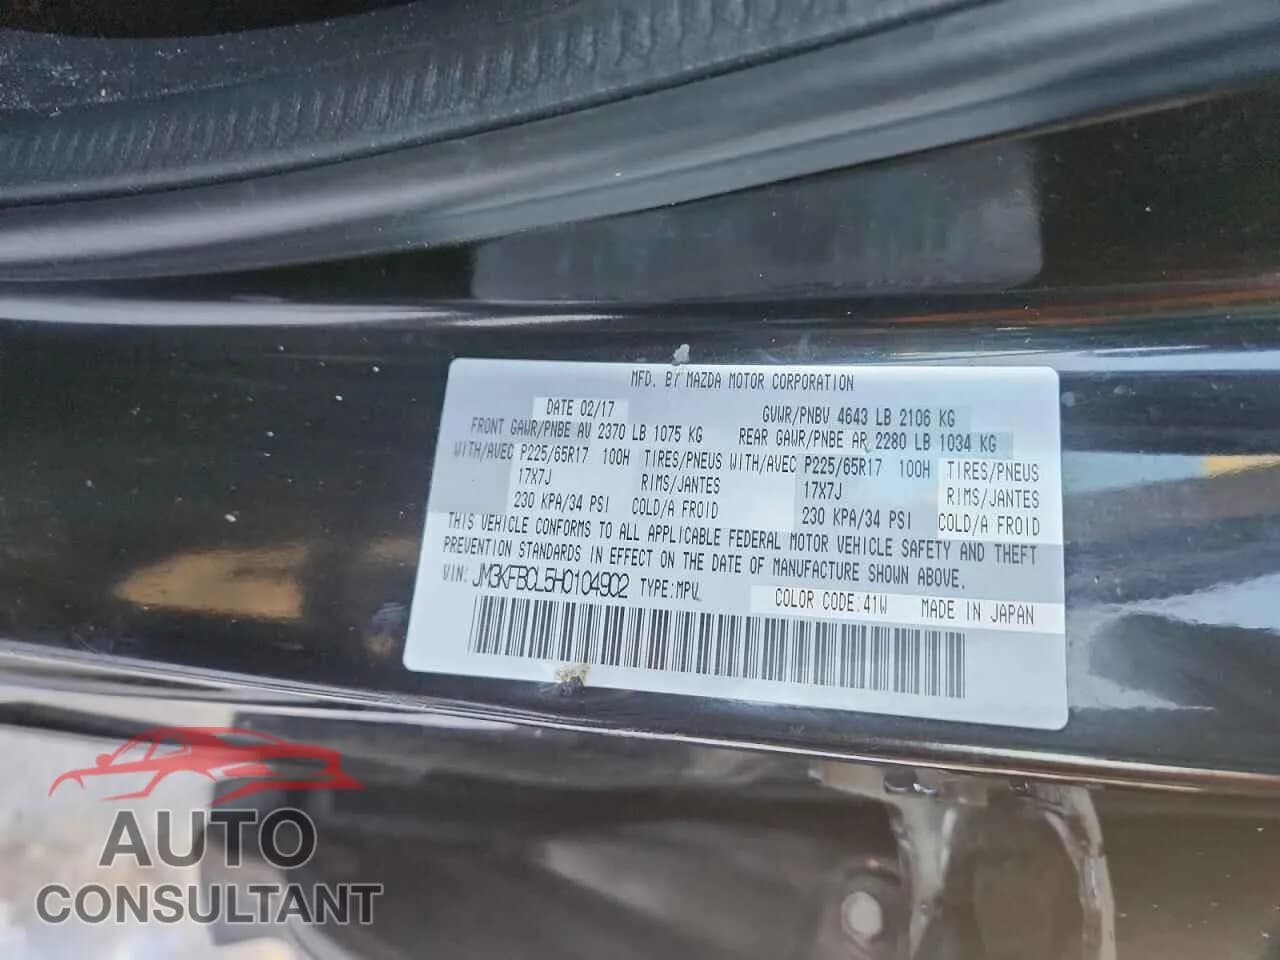 MFD. BY MAZDA MOTOR CORPORATION
DATE 02/17 GVWR/PNBV 4643 LB 2106 KG
FRONT GAWR/PNBE AV 2370 LB 1075 KG REAR GAWR/PNBE AR 2280 LB 1034 KG
WITH/AVEC P225/65R17 100H TIRES/PNEUS WITH/AVEC P225/65R17 100H TIRES/PNEUS
17X7J RIMS/JANTES 17X7J RIMS/JANTES
230 KPA/34 PSI COLD/A FROID 230 KPA/34 PSI COLD/A FROID
THIS VEHICLE CONFORMS TO ALL APPLICABLE FEDERAL MOTOR VEHICLE SAFETY AND THEFT
PREVENTION STANDARDS IN EFFECT ON THE DATE OF MANUFACTURE SHOWN ABOVE.
VIN: JM3KFBCL5H0104902 TYPE:MPV COLOR CODE:41W MADE IN JAPAN
AUTO
CONSULTANT